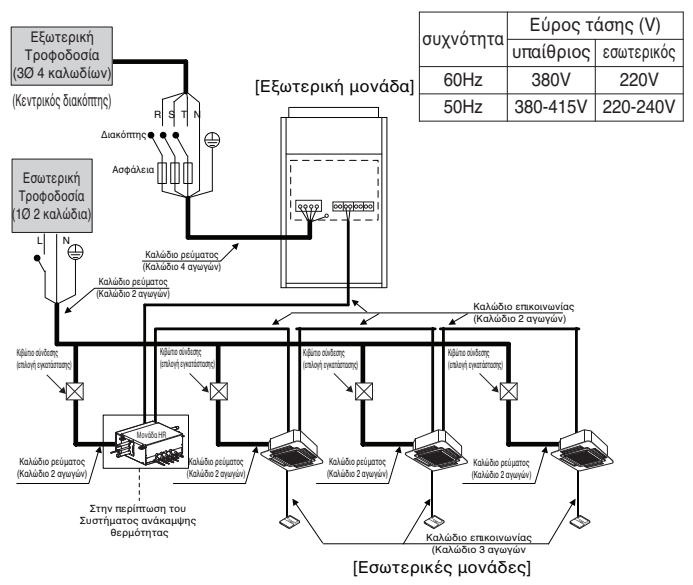 Εξωτερική
Τροφοδοσία
(3Ø 4 καλωδίων)
(Κεντρικός διακόπτης)
R S T N
Διακόπτης
Ασφάλεια
[Εξωτερική μονάδα]
συχνότητα
Εύρος τάσης (V)
υπαίθριος εσωτερικός
60Hz 380V 220V
50Hz 380-415V 220-240V
Εσωτερική
Τροφοδοσία
(1Ø 2 καλώδια)
L N
Καλώδιο ρεύματος
(Καλώδιο 4 αγωγών)
Καλώδιο ρεύματος
(Καλώδιο 2 αγωγών)
Καλώδιο επικοινωνίας
(Καλώδιο 2 αγωγών)
Κιβώτιο σύνδεσης
(επιλογή εγκατάστασης)
Κιβώτιο σύνδεσης
(επιλογή εγκατάστασης)
Κιβώτιο σύνδεσης
(επιλογή εγκατάστασης)
Κιβώτιο σύνδεσης
(επιλογή εγκατάστασης)
Μονάδα HR
Καλώδιο ρεύματος
(Καλώδιο 2 αγωγών)
Καλώδιο ρεύματος
(Καλώδιο 2 αγωγών)
Καλώδιο ρεύματος
(Καλώδιο 2 αγωγών)
Καλώδιο ρεύματος
(Καλώδιο 2 αγωγών)
Στην περίπτωση του
Συστήματος ανάκαμψης
θερμότητας
Καλώδιο επικοινωνίας
(Καλώδιο 3 αγωγών
[Εσωτερικές μονάδες]